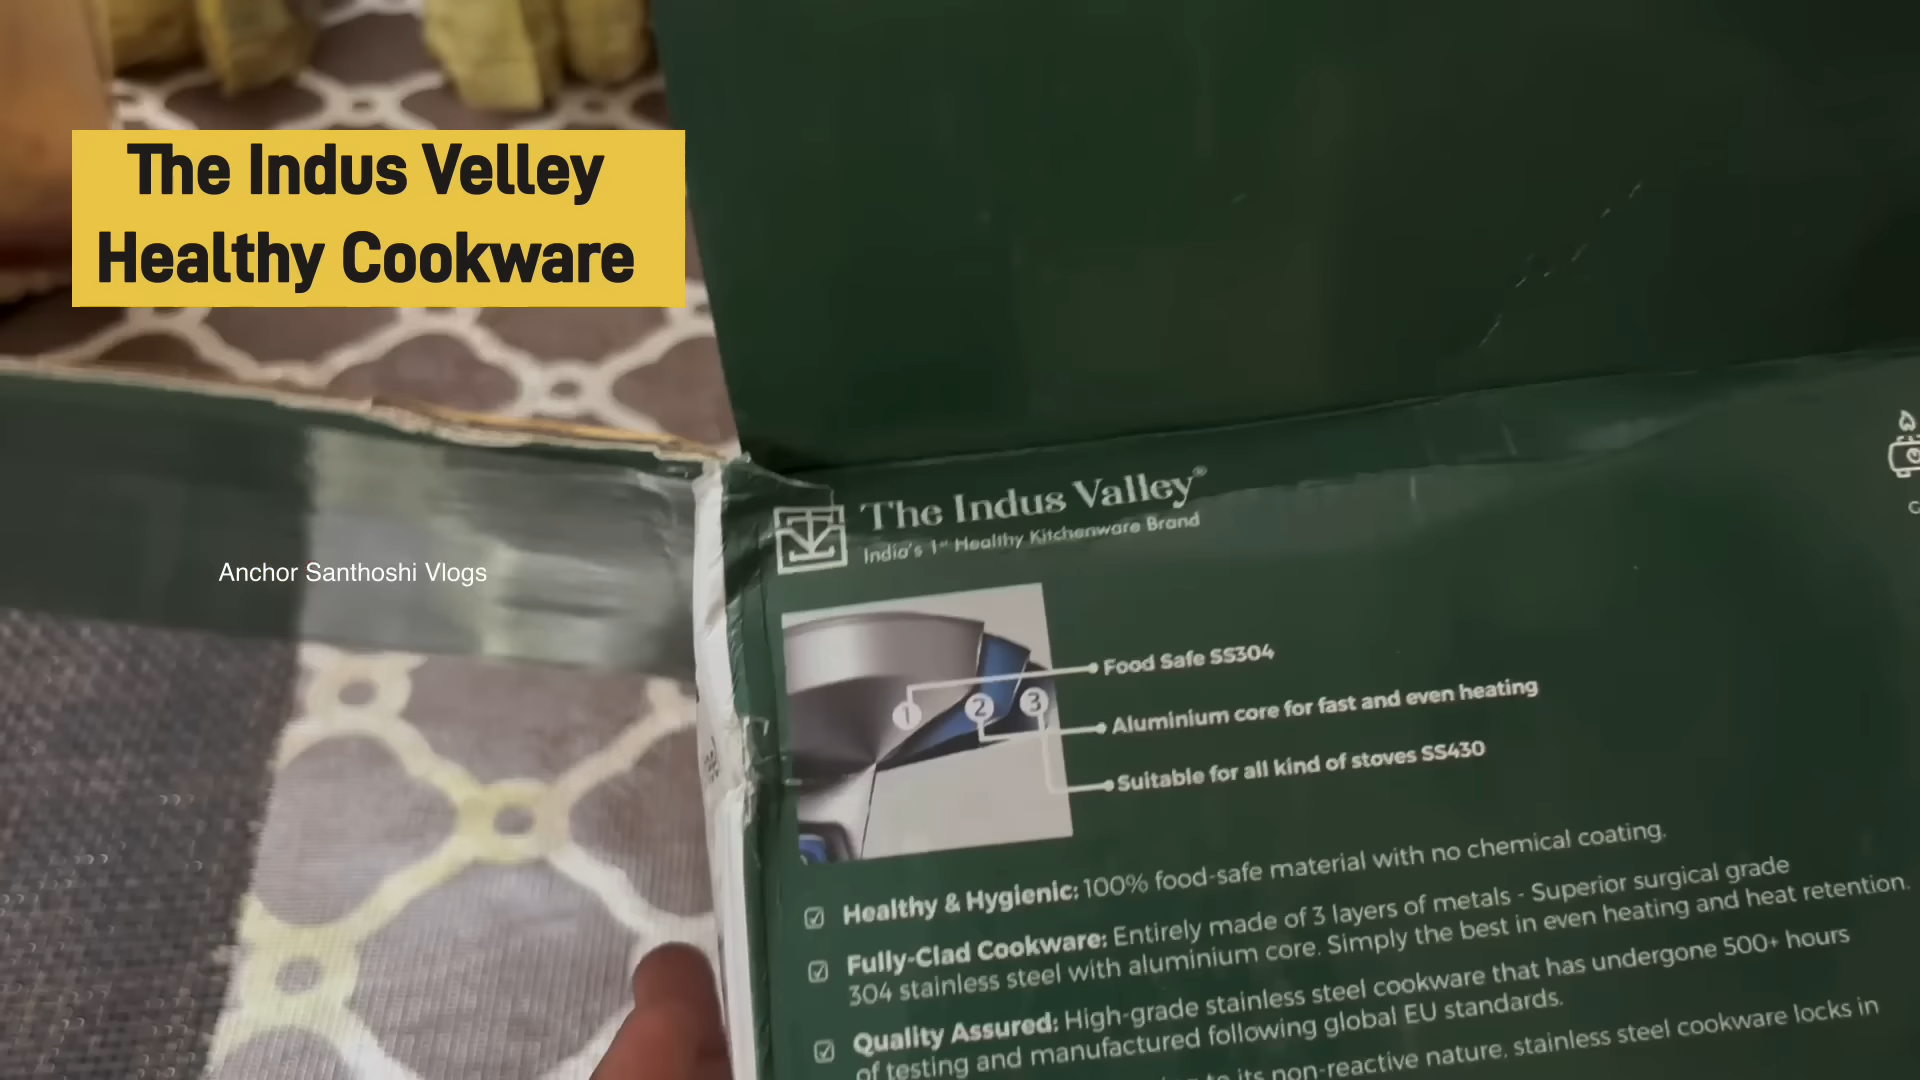 The Indus Velley
Healthy Cookware
Anchor Santhoshi Vlogs
The Indus Valley®
India's 1st Healthy Kitchenware Brand
1 2 3
Food Safe SS304
Aluminium core for fast and even heating
Suitable for all kind of stoves SS430
Healthy & Hygienic: 100% food-safe material with no chemical coating.
Fully-Clad Cookware: Entirely made of 3 layers of metals - Superior surgical grade
304 stainless steel with aluminium core. Simply the best in even heating and heat retention.
Quality Assured: High-grade stainless steel cookware that has undergone 500+ hours
of testing and manufactured following global EU standards.
to its non-reactive nature, stainless steel cookware locks in